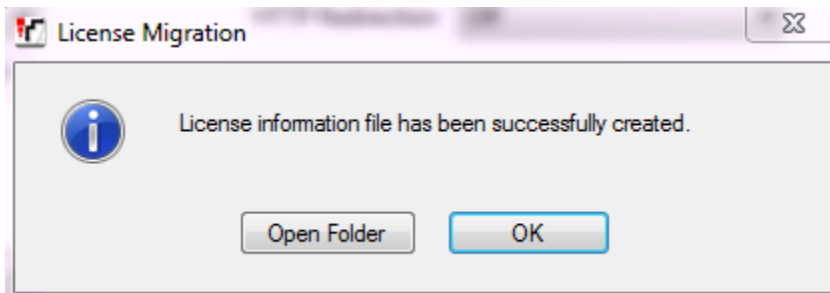 License Migration
License information file has been successfully created.
Open Folder
OK